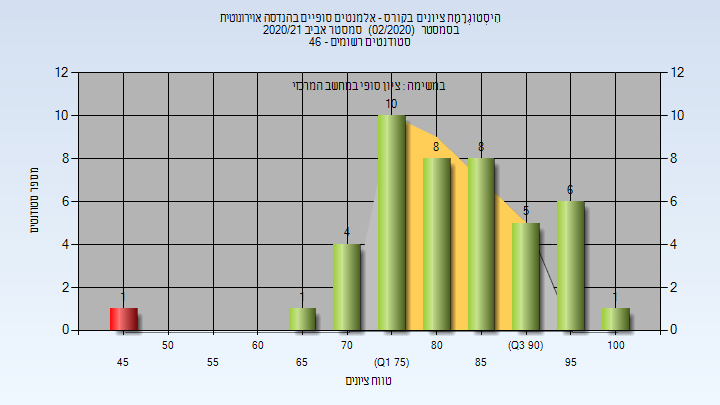 הִיסְטוֹגְרָמַת ציונים בקורס - אלמנטים סופיים בהנדסה אוירונוטית
בסמסטר (02/2020) סמסטר אביב 2020/21
סטודנטים רשומים - 46
במשימה : ציון סופי במחשב המרכזי
מספר סטודנטים
12 12
10 10
8 8
6 6
4 4
2 2
0 0
1 1 4 10 8 8 5 6 1
50 60 70 80 (Q3 90) 100
45 55 65 (Q1 75) 85 95
טווח ציונים